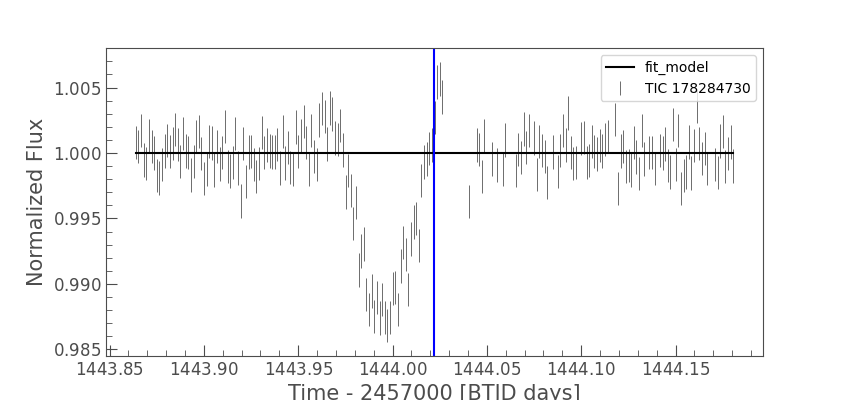 fit_model
TIC 178284730
1.005
1.000
0.995
0.990
0.985
Normalized Flux
1443.85 1443.90 1443.95 1444.00 1444.05 1444.10 1444.15
Time - 2457000 [BTJD days]